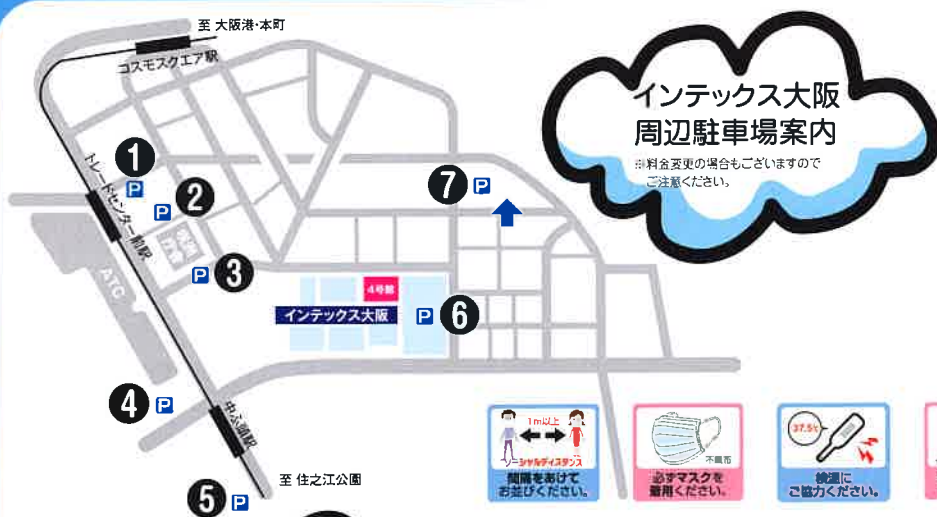 至 大阪港・本町
コスモスクエア駅
インテックス大阪
周辺駐車場案内
※料金変更の場合もございますので
ご注意ください。
1
P
トレードセンター前駅
P
2
7
P
咲洲
庁舎
P
3
ATC
4号館
インテックス大阪
P
6
4
P
中ふ頭駅
至 住之江公園
5
P
1m以上
ソーシャルディスタンス
間隔をあけて
お並びください。
不織布
必ずマスクを
着用ください。
37.5℃
検温に
ご協力ください。